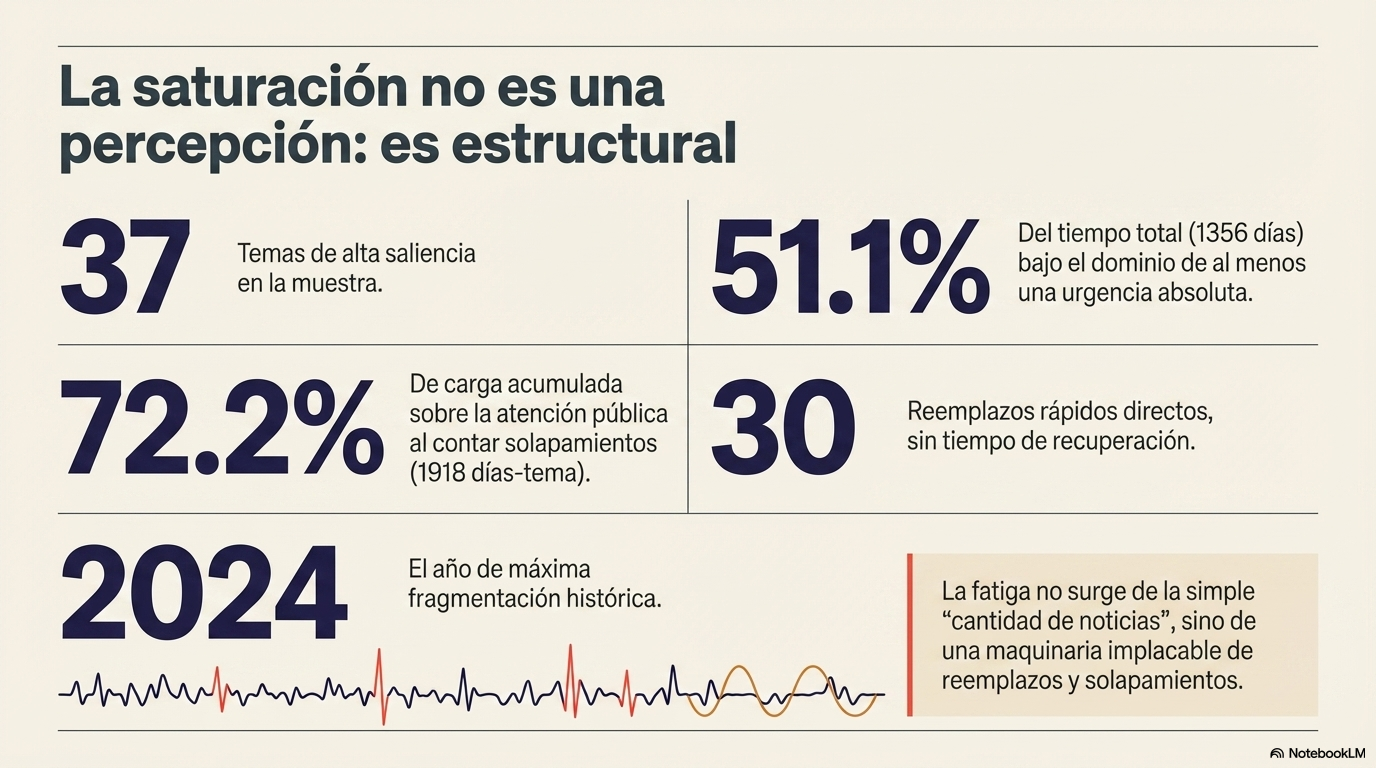 La saturación no es una
percepción: es estructural
37
Temas de alta saliencia
en la muestra.
51.1%
Del tiempo total (1356 días)
bajo el dominio de al menos
una urgencia absoluta.
72.2%
De carga acumulada
sobre la atención pública
al contar solapamientos
(1918 días-tema).
30
Reemplazos rápidos directos,
sin tiempo de recuperación.
2024
El año de máxima
fragmentación histórica.
La fatiga no surge de la simple
“cantidad de noticias”, sino de
una maquinaria implacable de
reemplazos y solapamientos.
NotebookLM